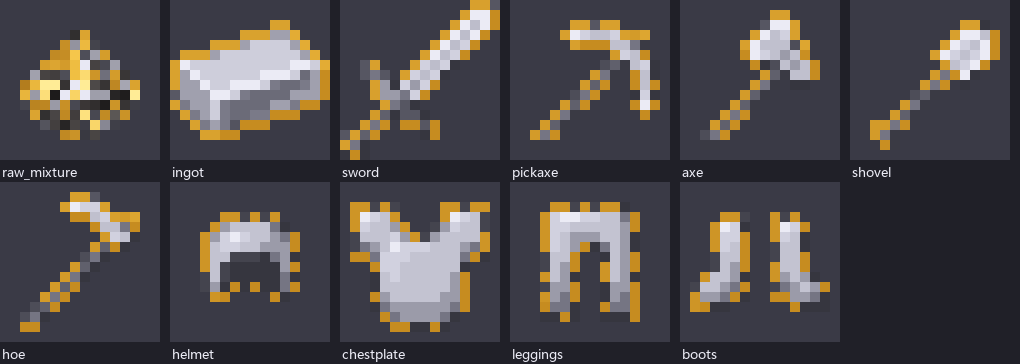 raw_mixture
ingot
sword
pickaxe
axe
shovel
hoe
helmet
chestplate
leggings
boots